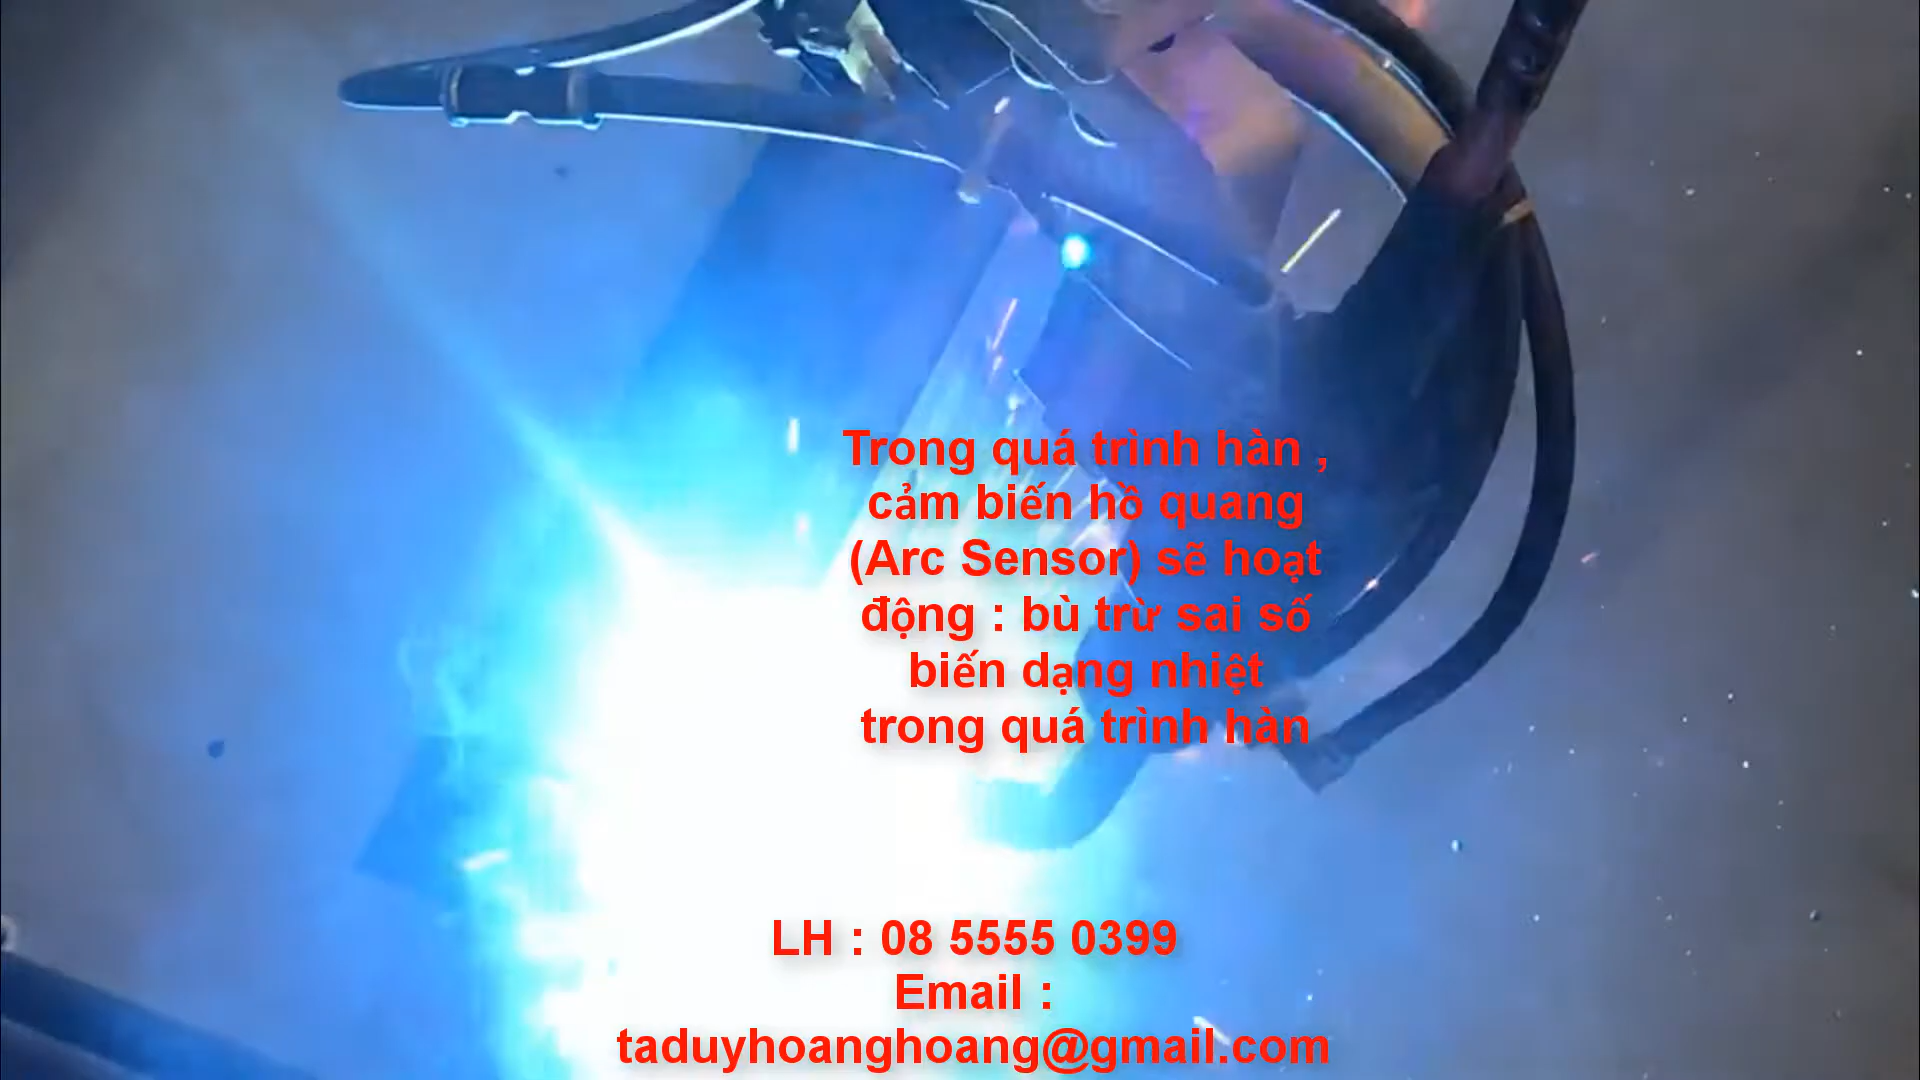 Trong quá trình hàn ,
cảm biến hồ quang
(Arc Sensor) sẽ hoạt
động : bù trừ sai số
biến dạng nhiệt
trong quá trình hàn
LH : 08 5555 0399
Email :
taduyhoanghoang@gmail.com